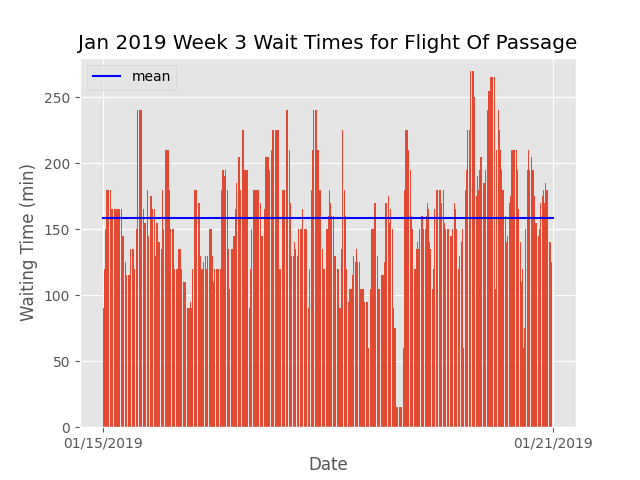 Jan 2019 Week 3 Wait Times for Flight Of Passage
mean
250
200
150
100
50
0
Waiting Time (min)
01/15/2019 01/21/2019
Date